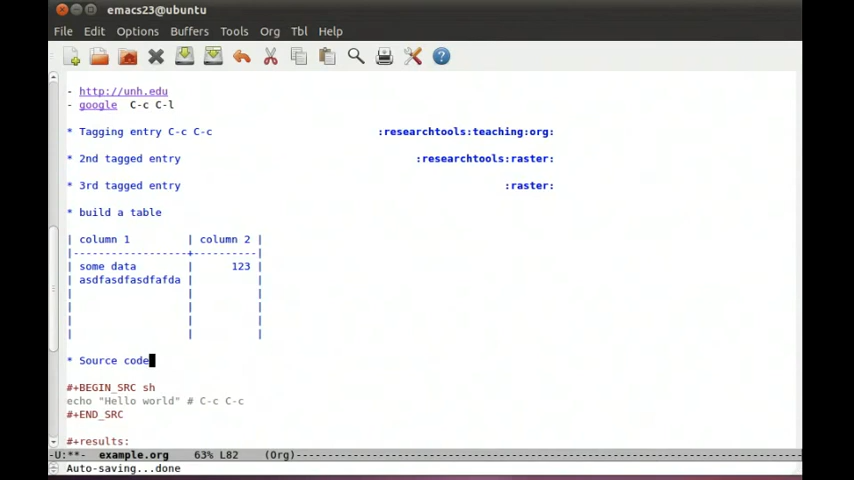 emacs23@ubuntu
File Edit Options Buffers Tools Org Tbl Help
- http://unh.edu
- google C-c C-l
* Tagging entry C-c C-c :researchtools:teaching:org:
* 2nd tagged entry :researchtools:raster:
* 3rd tagged entry :raster:
* build a table
| column 1 | column 2 |
|------------------+----------|
| some data | 123 |
| asdfasdfasdfafda | |
| | |
| | |
| | |
| | |
* Source code
#+BEGIN_SRC sh
echo "Hello world" # C-c C-c
#+END_SRC
#+results:
-U:**- example.org 63% L82 (Org)
Auto-saving...done